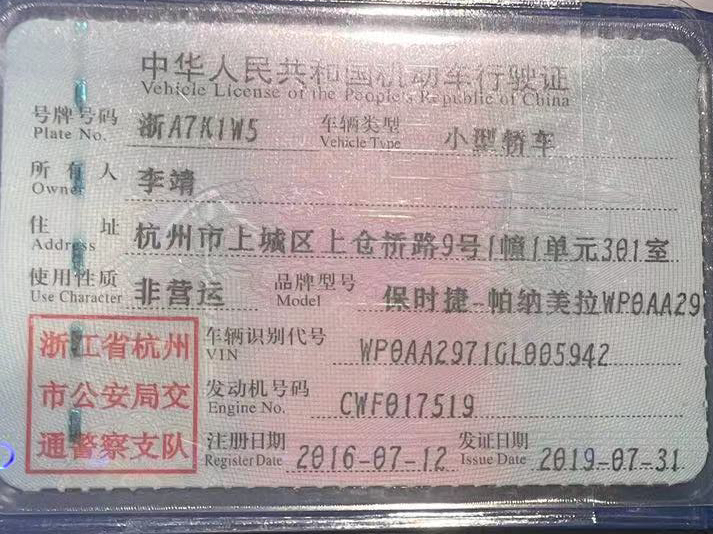 中华人民共和国机动车行驶证
Vehicle License of the People's Republic of China
号牌号码 浙A7K1W5 车辆类型 小型轿车
Plate No. Vehicle Type
所有人 李靖
Owner
住址 杭州市上城区上仓桥路9号1幢1单元301室
Address
使用性质 非营运 品牌型号 保时捷-帕纳美拉WP0AA29
Use Character Model
浙江省杭州
市公安局交
通警察支队
车辆识别代号 WP0AA2971GL005942
VIN
发动机号码 CWF017519
Engine No.
注册日期 2016-07-12 发证日期 2019-07-31
Register Date Issue Date